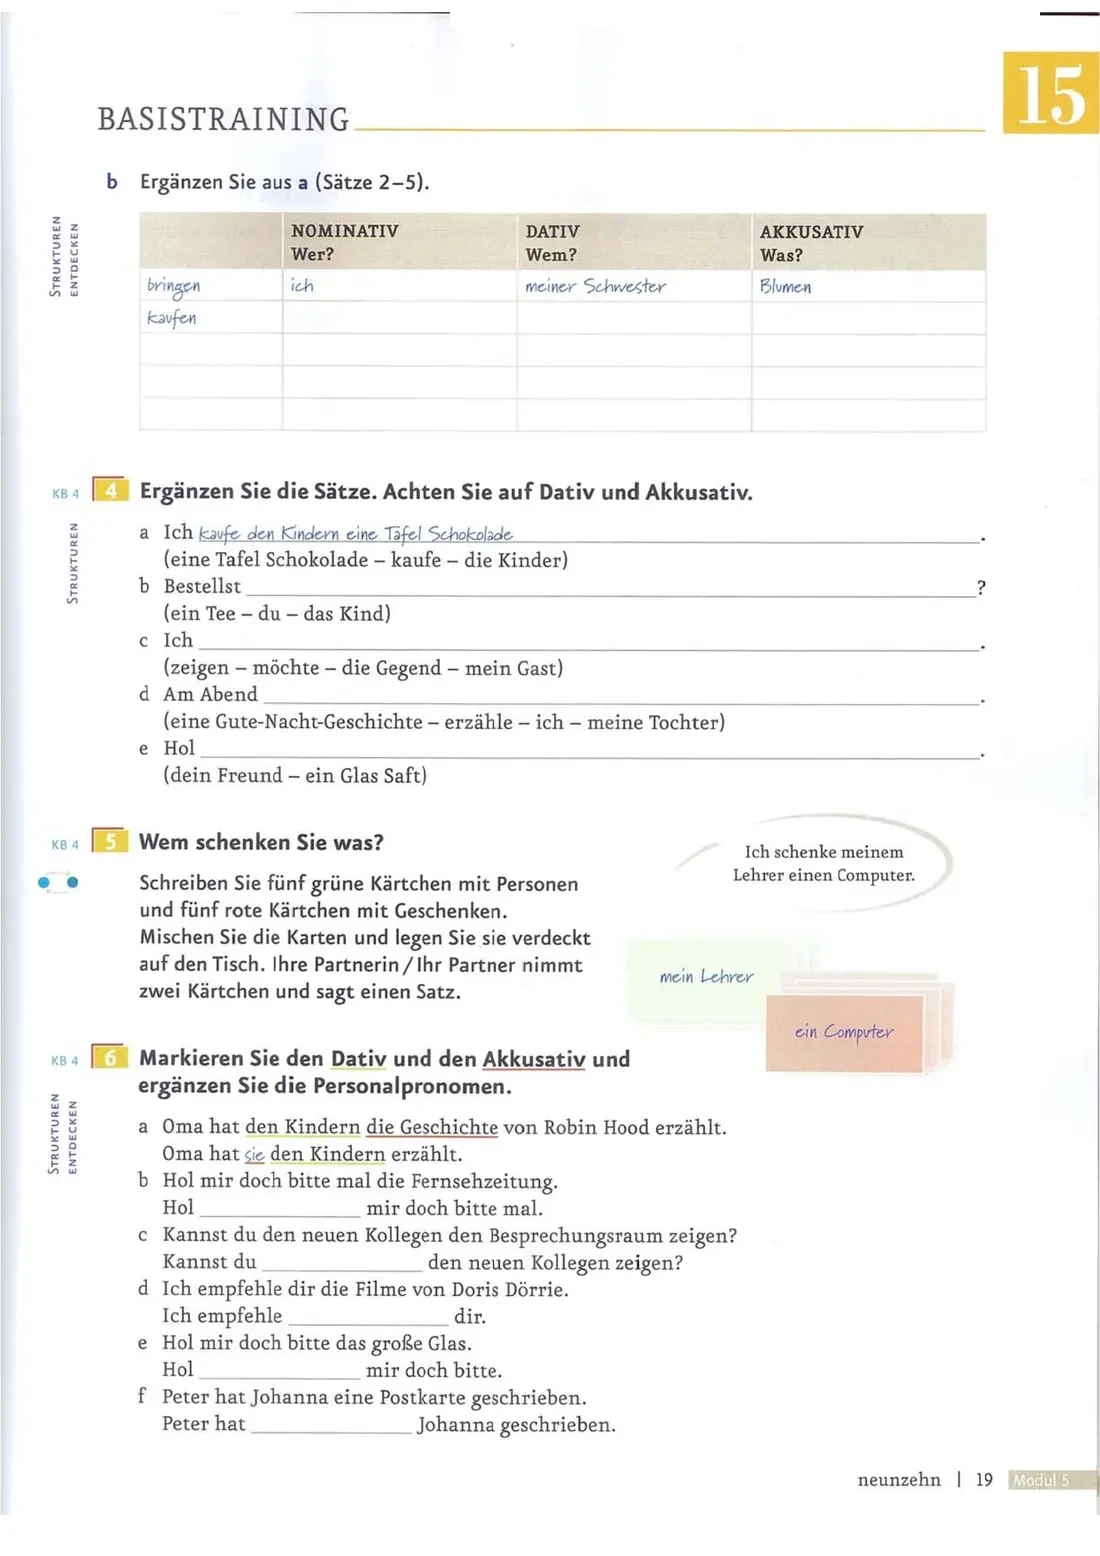 15
BASISTRAINING
b Ergänzen Sie aus a (Sätze 2–5).
STRUKTUREN
ENTDECKEN
NOMINATIV
Wer?
DATIV
Wem?
AKKUSATIV
Was?
bringen ich meiner Schwester Blumen
kaufen
KB 4 4 Ergänzen Sie die Sätze. Achten Sie auf Dativ und Akkusativ.
STRUKTUREN
a Ich kaufe den Kindern eine Tafel Schokolade.
(eine Tafel Schokolade – kaufe – die Kinder)
b Bestellst ______?
(ein Tee – du – das Kind)
c Ich ______.
(zeigen – möchte – die Gegend – mein Gast)
d Am Abend ______.
(eine Gute-Nacht-Geschichte – erzähle – ich – meine Tochter)
e Hol ______.
(dein Freund – ein Glas Saft)
KB 4 5 Wem schenken Sie was?
Schreiben Sie fünf grüne Kärtchen mit Personen
und fünf rote Kärtchen mit Geschenken.
Mischen Sie die Karten und legen Sie sie verdeckt
auf den Tisch. Ihre Partnerin / Ihr Partner nimmt
zwei Kärtchen und sagt einen Satz.
Ich schenke meinem
Lehrer einen Computer.
mein Lehrer
ein Computer
KB 4 6 Markieren Sie den Dativ und den Akkusativ und
ergänzen Sie die Personalpronomen.
STRUKTUREN
ENTDECKEN
a Oma hat den Kindern die Geschichte von Robin Hood erzählt.
Oma hat sie den Kindern erzählt.
b Hol mir doch bitte mal die Fernsehzeitung.
Hol ______ mir doch bitte mal.
c Kannst du den neuen Kollegen den Besprechungsraum zeigen?
Kannst du ______ den neuen Kollegen zeigen?
d Ich empfehle dir die Filme von Doris Dörrie.
Ich empfehle ______ dir.
e Hol mir doch bitte das große Glas.
Hol ______ mir doch bitte.
f Peter hat Johanna eine Postkarte geschrieben.
Peter hat ______ Johanna geschrieben.
neunzehn | 19 Modul 5